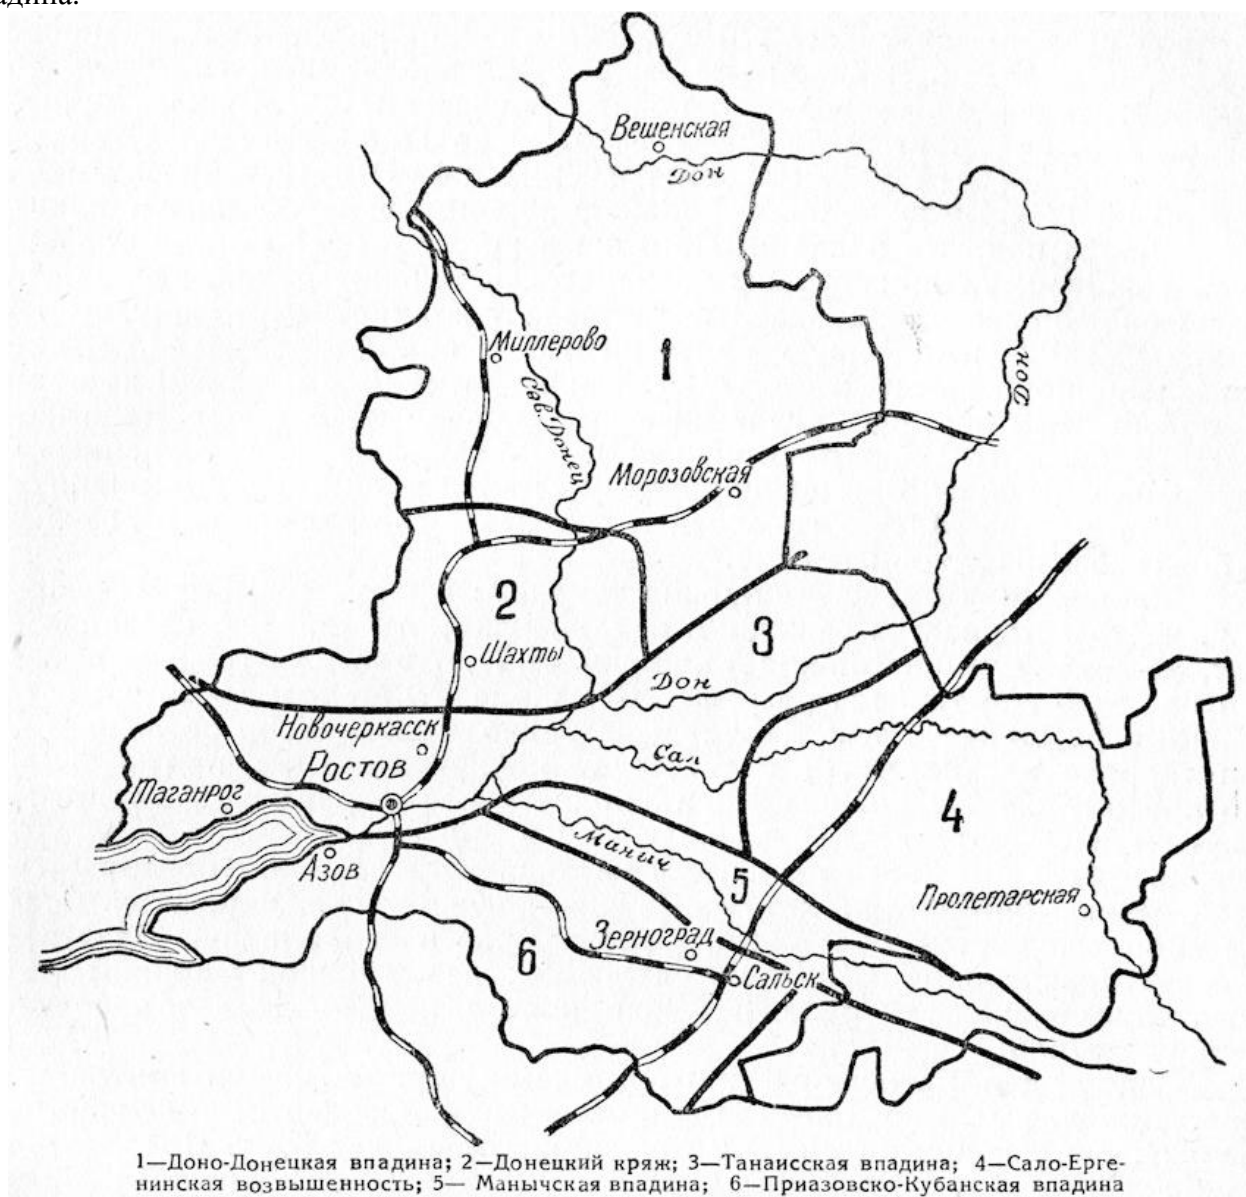 адина.
Вешенская
Дон
Миллерово
1
Дон
Сев. Донец
Морозовская
2
3
Шахты
Дон
Новочеркасск
Сал
Ростов
Таганрог
4
Маныч
Азов
5
Пролетарская
Зерноград
6
Сальск
1—Доно-Донецкая впадина; 2—Донецкий кряж; 3—Танаисская впадина; 4—Сало-Ерге-
нинская возвышенность; 5— Манычская впадина; 6—Приазовско-Кубанская впадина